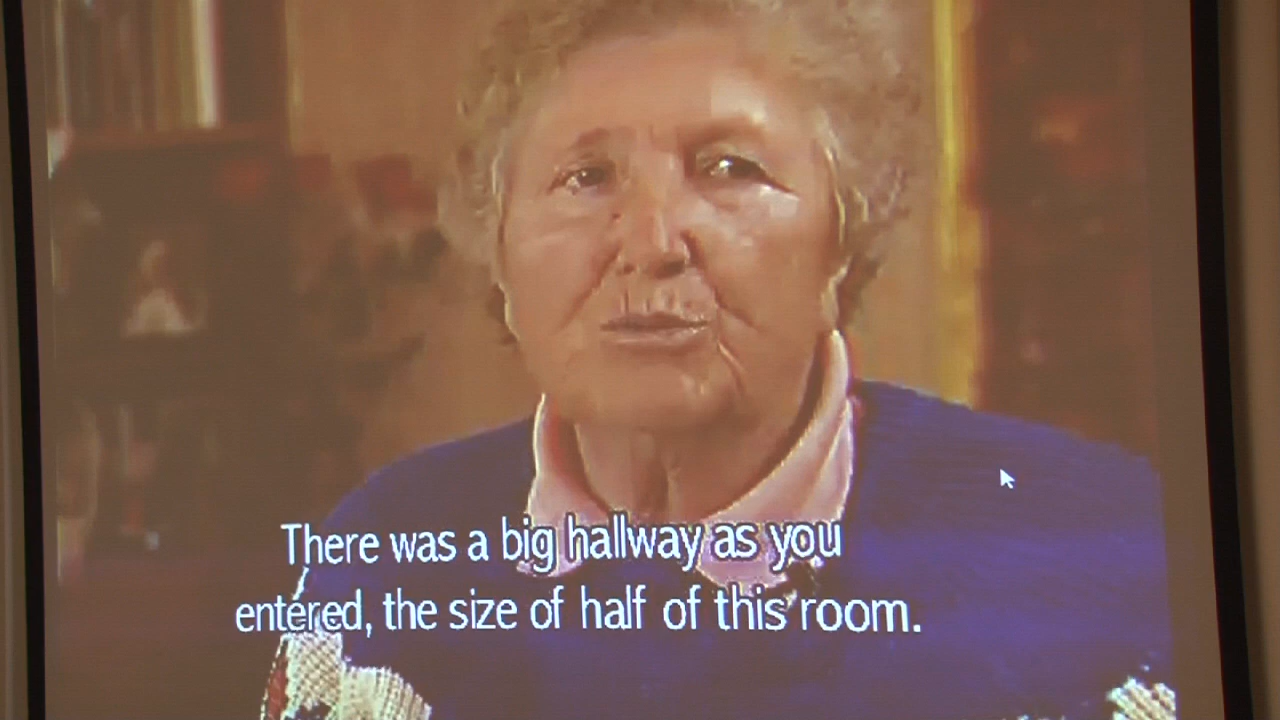 There was a big hallway as you
entered, the size of half of this room.